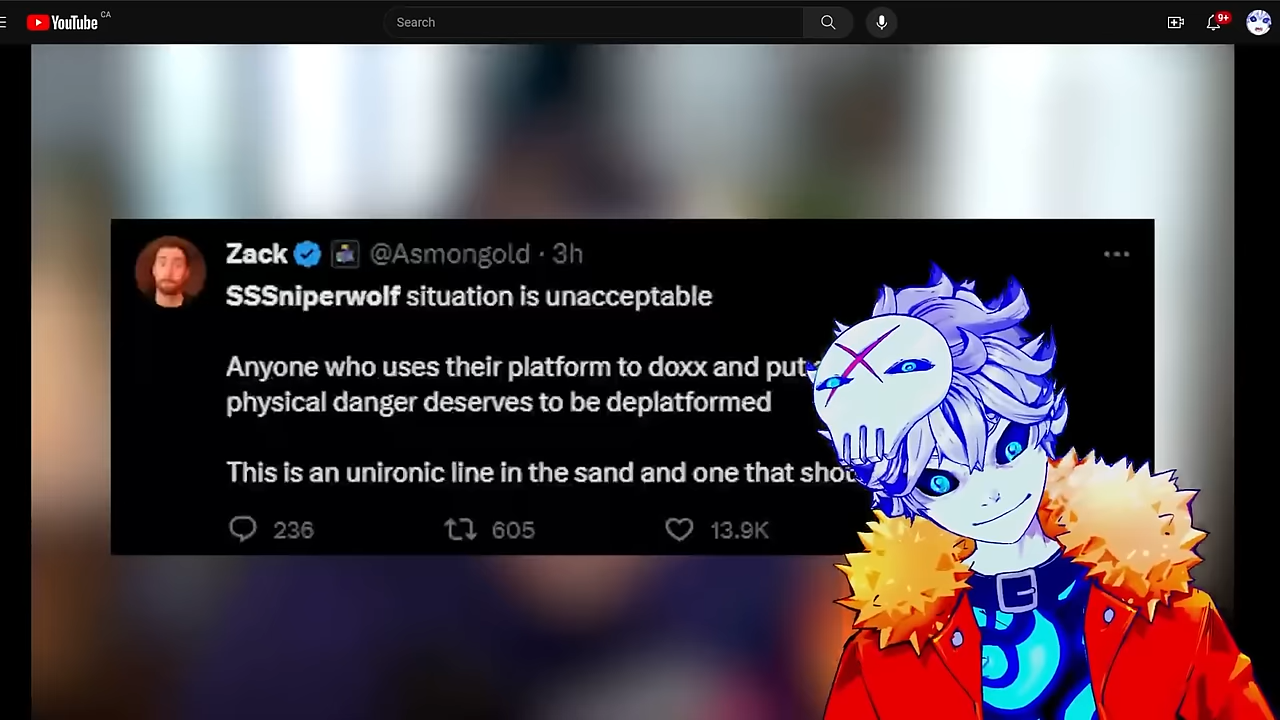 YouTube CA
Search
9+
Zack @Asmongold · 3h
SSSniperwolf situation is unacceptable
Anyone who uses their platform to doxx and put
physical danger deserves to be deplatformed
This is an unironic line in the sand and one that
236 605 13.9K